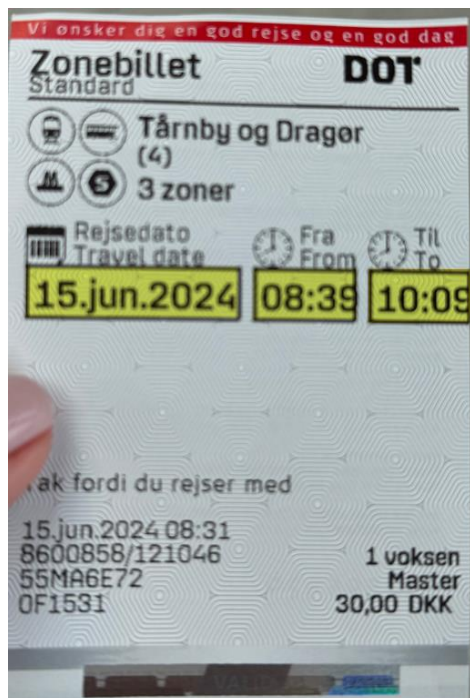 Vi ønsker dig en god rejse og en god dag
Zonebillet DOT
Standard
Tårnby og Dragør
(4)
S
3 zoner
Rejsedato
Travel date
Fra
From
Til
To
15.jun.2024 08:39 10:09
ak fordi du rejser med
15.jun.2024 08:31
8600858/121046
55MA6E72
0F1531
1 voksen
Master
30,00 DKK